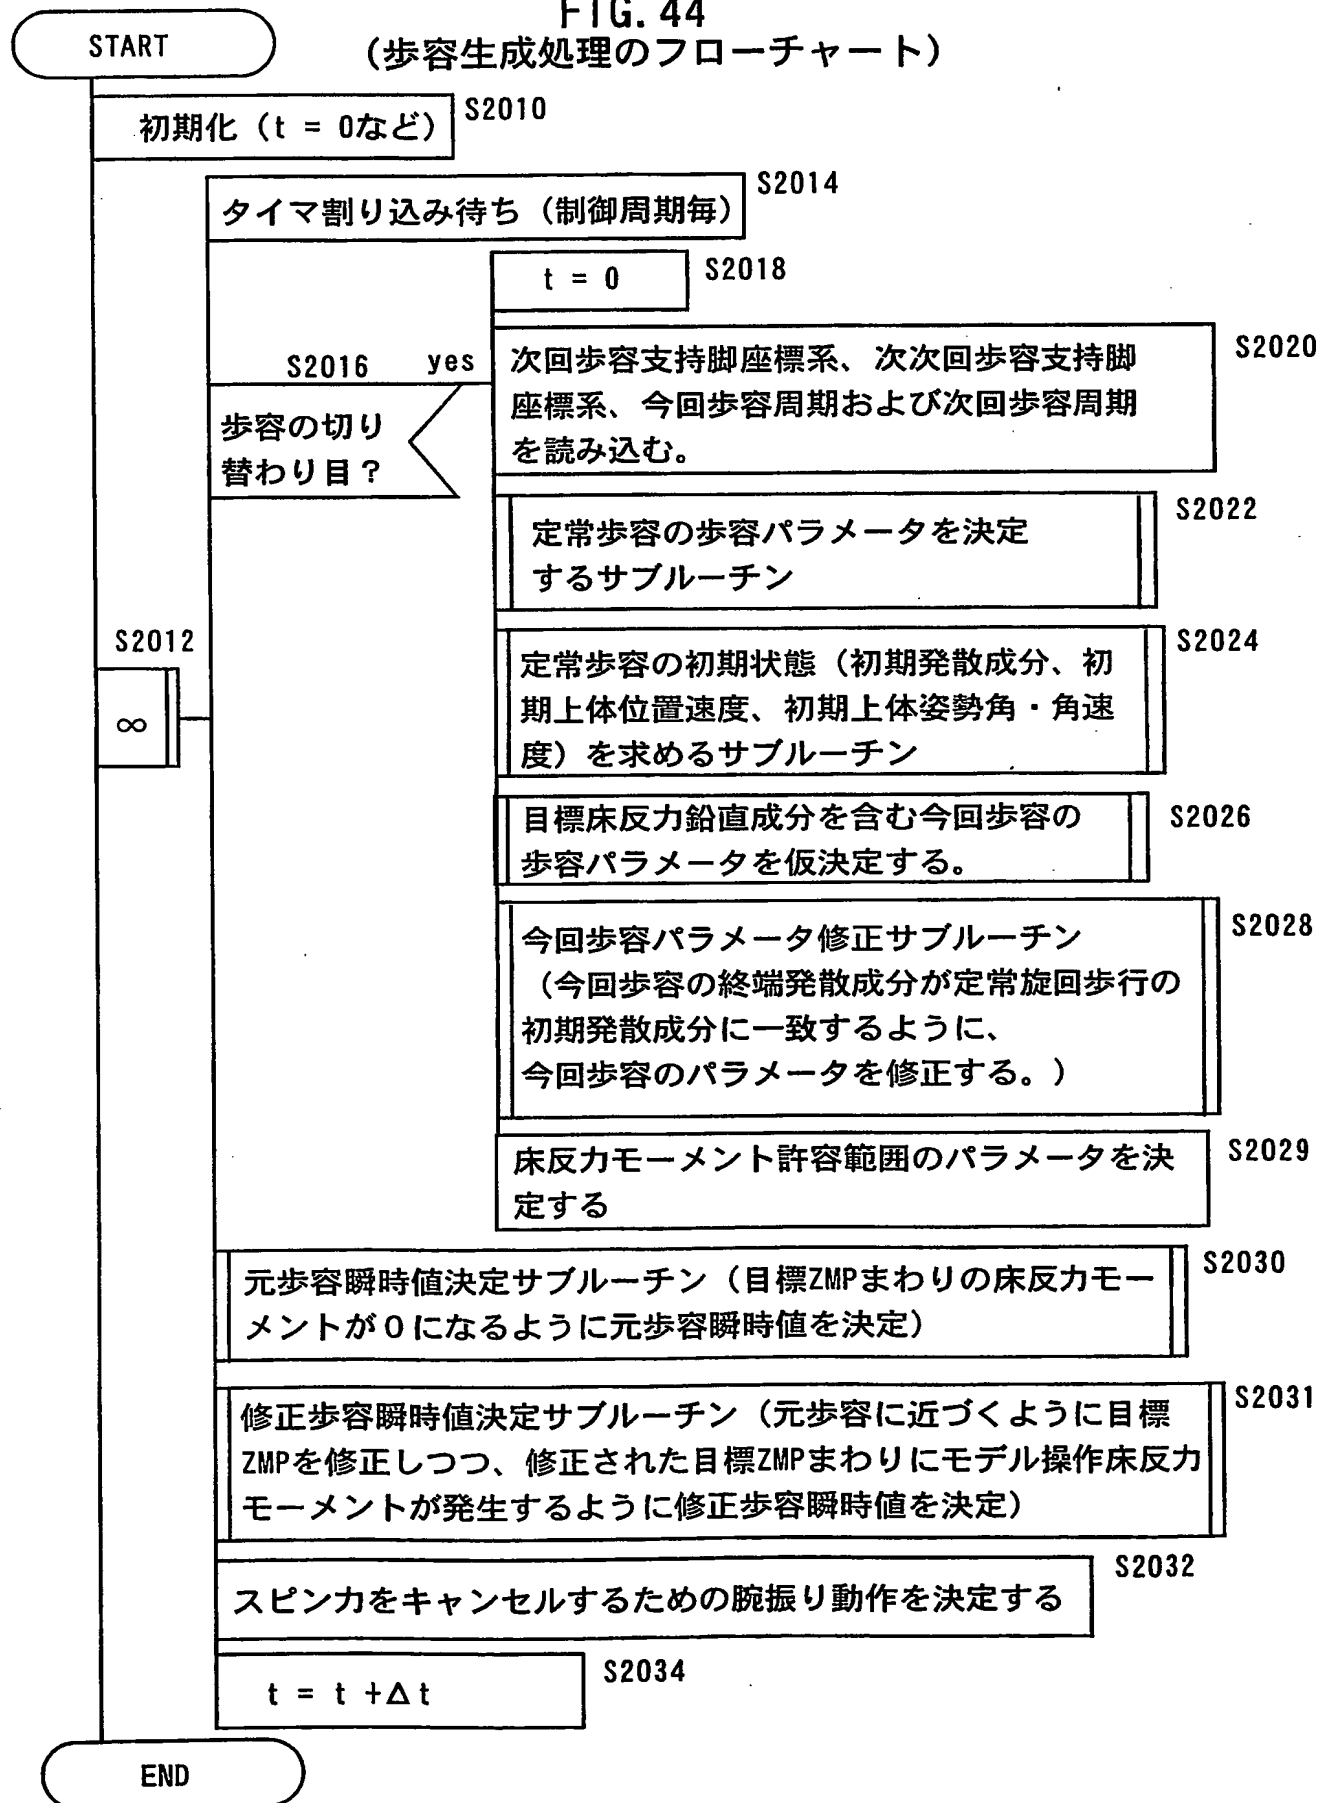 FIG. 44
(歩容生成処理のフローチャート)
START
初期化 (t = 0など)
S2010
タイマ割り込み待ち (制御周期毎)
S2014
t = 0
S2018
S2016
yes
歩容の切り
替わり目?
次回歩容支持脚座標系、次次回歩容支持脚
座標系、今回歩容周期および次回歩容周期
を読み込む。
S2020
定常歩容の歩容パラメータを決定
するサブルーチン
S2022
S2012
∞
定常歩容の初期状態 (初期発散成分、初
期上体位置速度、初期上体姿勢角・角速
度) を求めるサブルーチン
S2024
目標床反力鉛直成分を含む今回歩容の
歩容パラメータを仮決定する。
S2026
今回歩容パラメータ修正サブルーチン
(今回歩容の終端発散成分が定常旋回歩行の
初期発散成分に一致するように、
今回歩容のパラメータを修正する。)
S2028
床反力モーメント許容範囲のパラメータを決
定する
S2029
元歩容瞬時値決定サブルーチン (目標ZMPまわりの床反力モー
メントが0になるように元歩容瞬時値を決定)
S2030
修正歩容瞬時値決定サブルーチン (元歩容に近づくように目標
ZMPを修正しつつ、修正された目標ZMPまわりにモデル操作床反力
モーメントが発生するように修正歩容瞬時値を決定)
S2031
スピン力をキャンセルするための腕振り動作を決定する
S2032
t = t +Δt
S2034
END